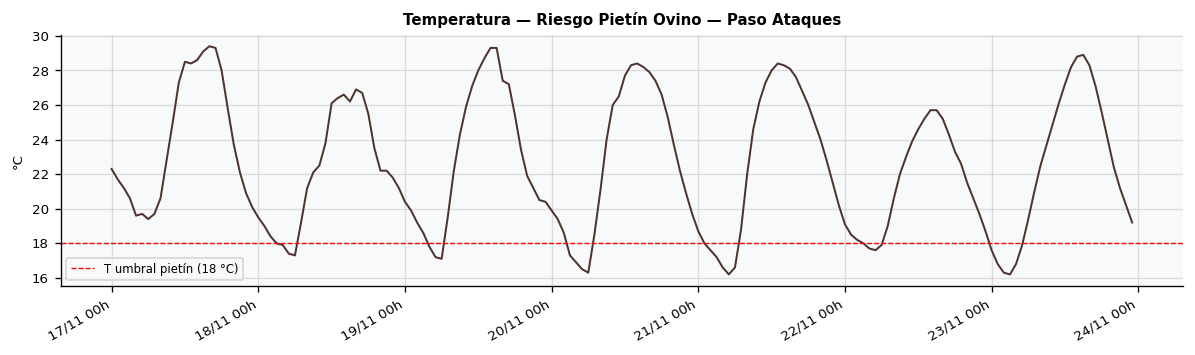 Temperatura — Riesgo Pietín Ovino — Paso Ataques
°C
30
28
26
24
22
20
18
16
T umbral pietín (18 °C)
17/11 00h
18/11 00h
19/11 00h
20/11 00h
21/11 00h
22/11 00h
23/11 00h
24/11 00h